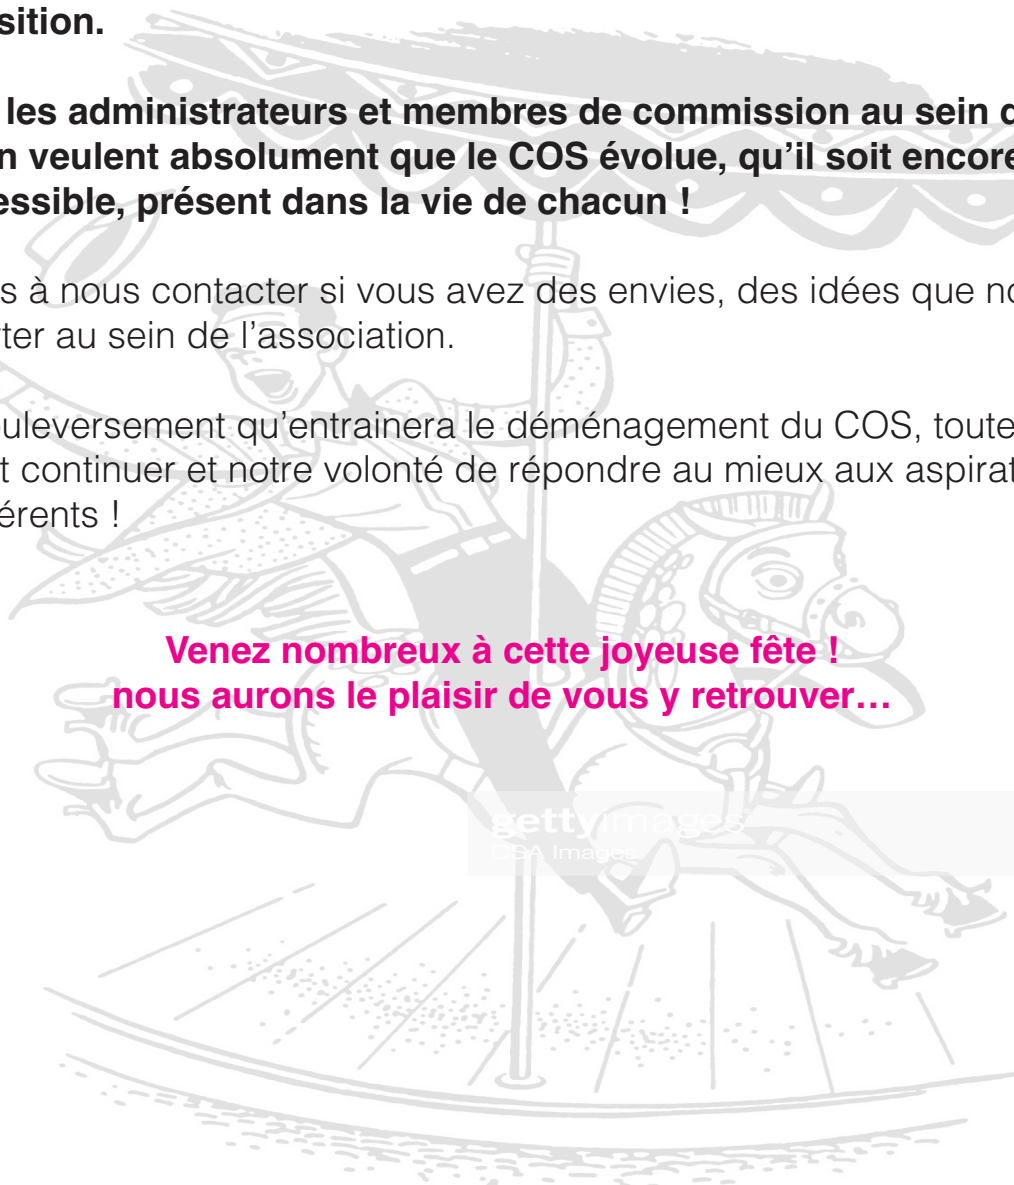 sition.
les administrateurs et membres de commission au sein d
n veulent absolument que le COS évolue, qu’il soit encore
essible, présent dans la vie de chacun !
s à nous contacter si vous avez des envies, des idées que no
ter au sein de l’association.
ouleversement qu’entrainera le déménagement du COS, toute
t continuer et notre volonté de répondre au mieux aux aspirat
érents !
Venez nombreux à cette joyeuse fête !
nous aurons le plaisir de vous y retrouver…
gettyimages
CSA Images